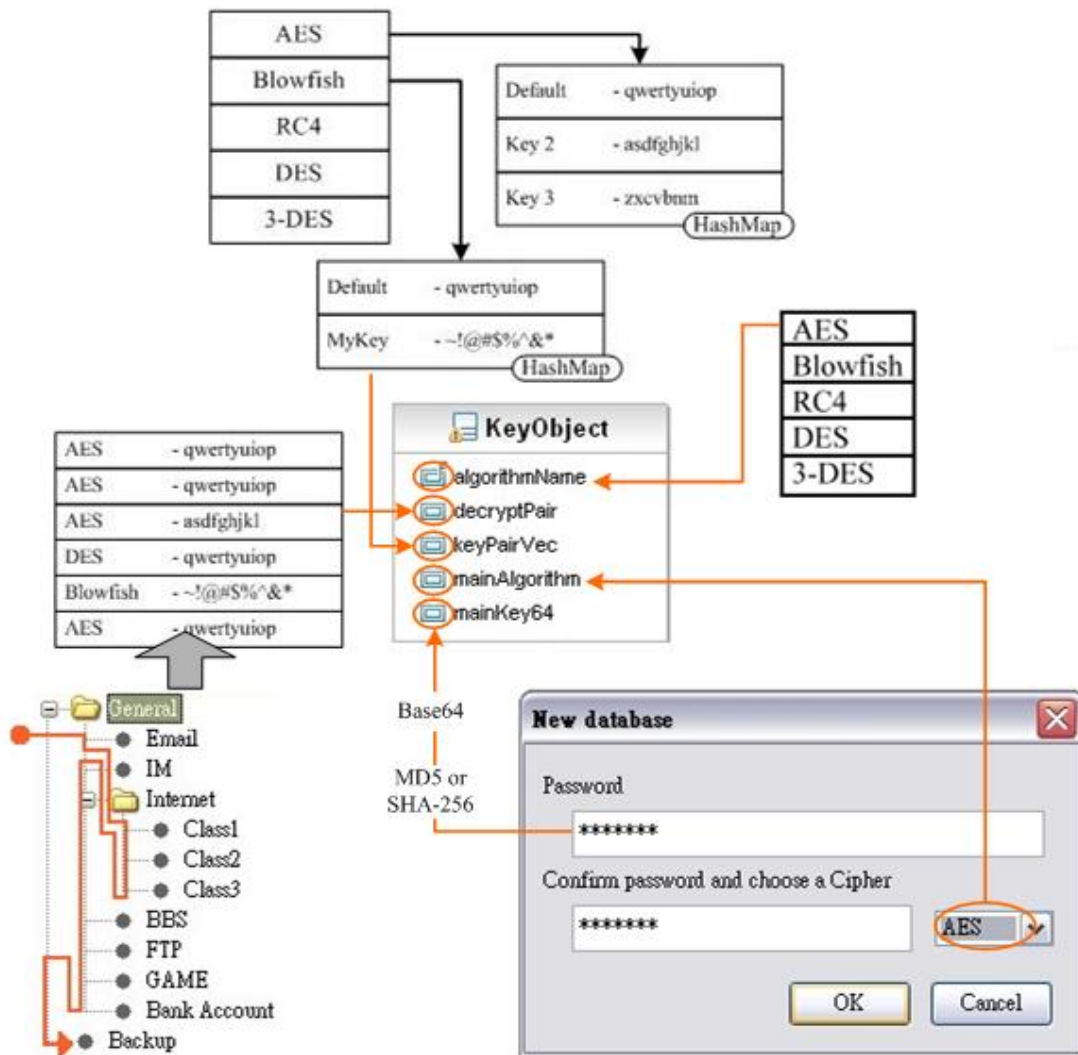 AES
Blowfish
RC4
DES
3-DES
Default - qwertyuiop
Key 2 - asdfghjkl
Key 3 - zxcvbnm
HashMap
Default - qwertyuiop
MyKey - ~!@#$%^&*
HashMap
AES
Blowfish
RC4
DES
3-DES
KeyObject
algorithmName
decryptPair
keyPairVec
mainAlgorithm
mainKey64
AES - qwertyuiop
AES - qwertyuiop
AES - asdfghjkl
DES - qwertyuiop
Blowfish - ~!@#$%^&*
AES - qwertyuiop
General
Email
IM
Internet
Class1
Class2
Class3
BBS
FTP
GAME
Bank Account
Backup
Base64
MD5 or
SHA-256
New database
Password
*******
Confirm password and choose a Cipher
*******
AES
OK
Cancel